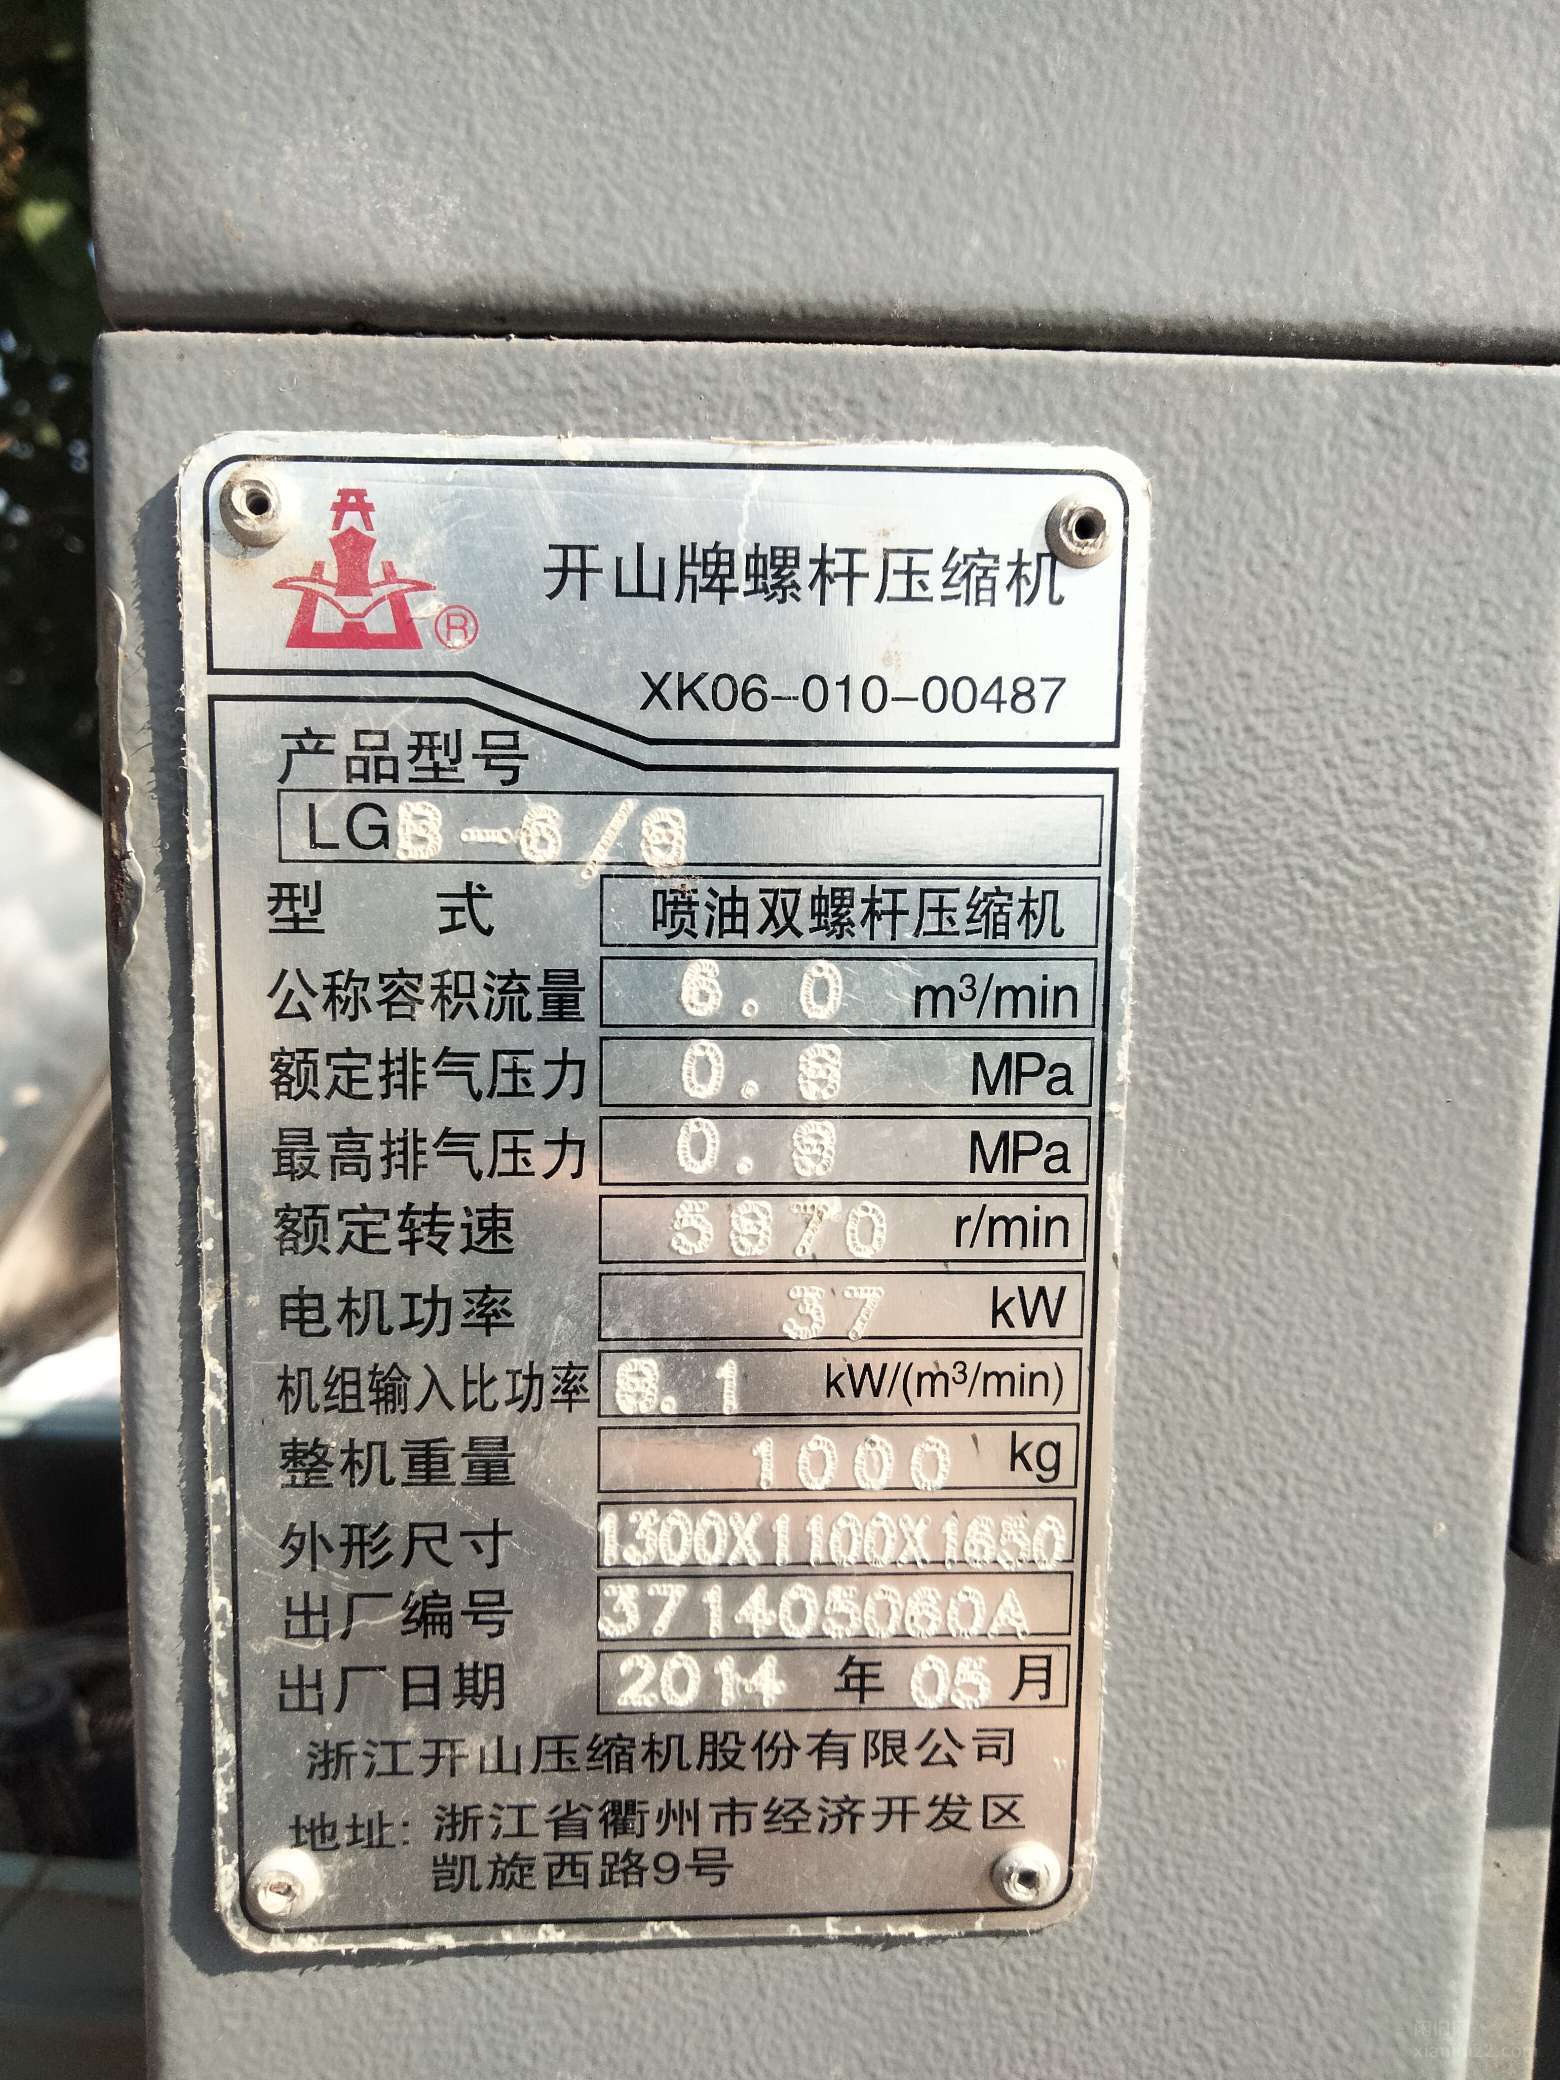 开山牌螺杆压缩机
XK06-010-00487
产品型号
LGB-6/8
型 式 喷油双螺杆压缩机
公称容积流量 6.0 m³/min
额定排气压力 0.8 MPa
最高排气压力 0.8 MPa
额定转速 5870 r/min
电机功率 37 kW
机组输入比功率 8.1 kW/(m³/min)
整机重量 1000 kg
外形尺寸 1300X1100X1650
出厂编号 371405060A
出厂日期 2014 年 05 月
浙江开山压缩机股份有限公司
地址: 浙江省衢州市经济开发区
凯旋西路9号